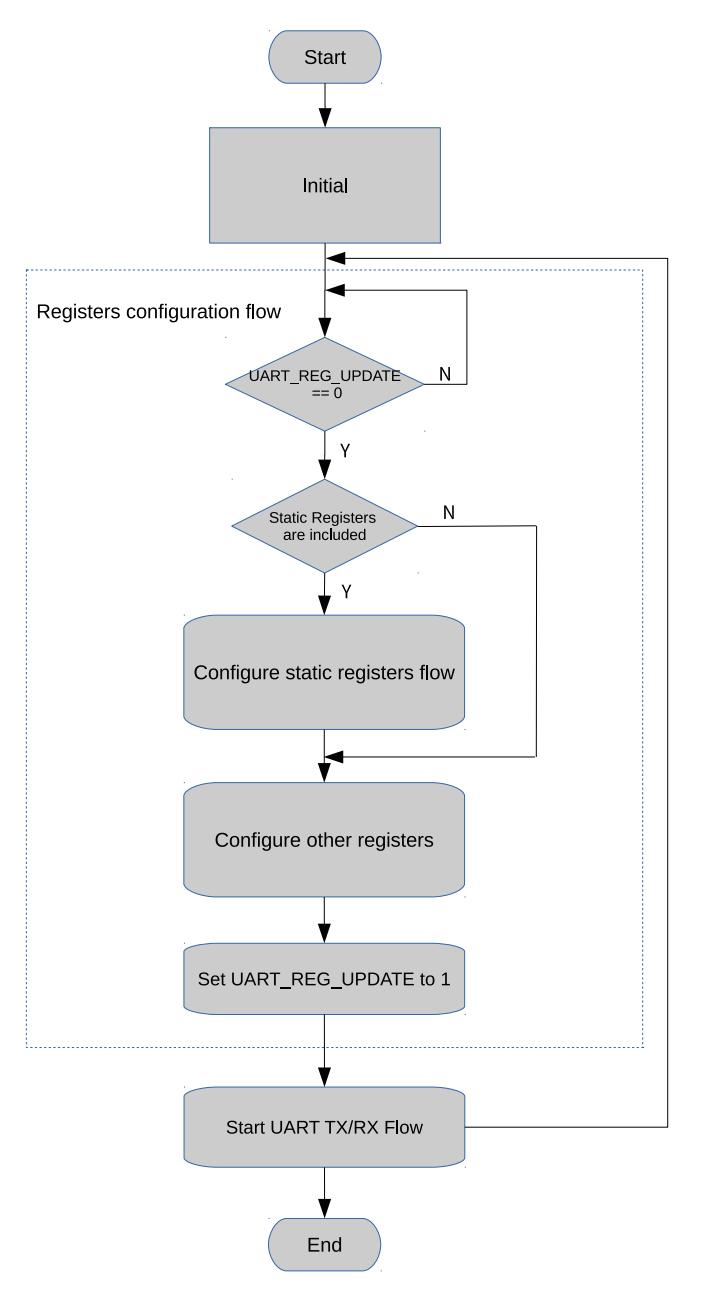 Start
Initial
Registers configuration flow
UART_REG_UPDATE
== 0
N
Y
Static Registers
are included
N
Y
Configure static registers flow
Configure other registers
Set UART_REG_UPDATE to 1
Start UART TX/RX Flow
End